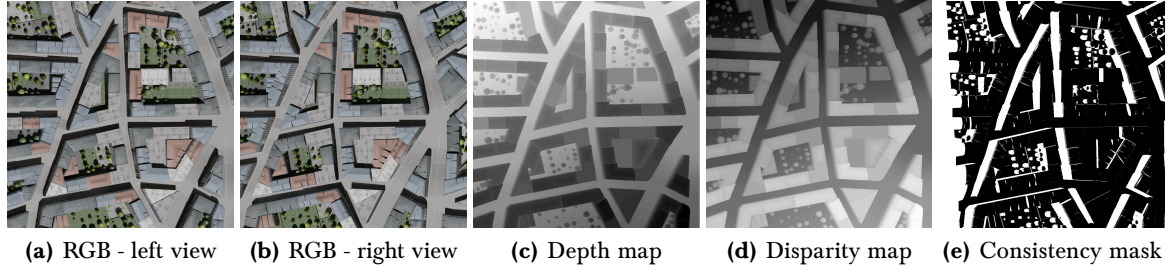 (a) RGB - left view (b) RGB - right view (c) Depth map (d) Disparity map (e) Consistency mask